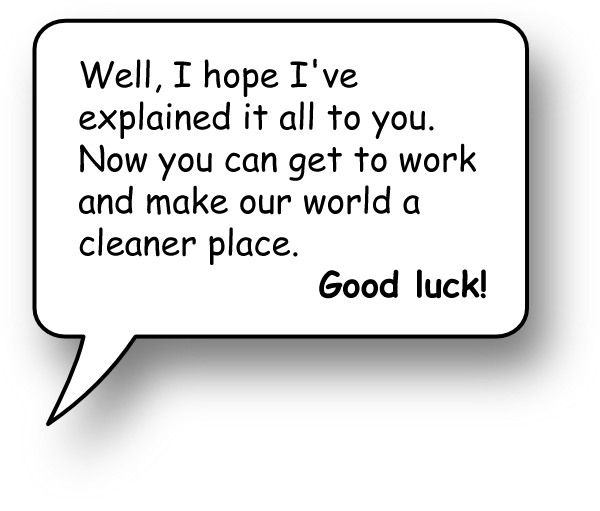 Well, I hope I've
explained it all to you.
Now you can get to work
and make our world a
cleaner place.
Good luck!